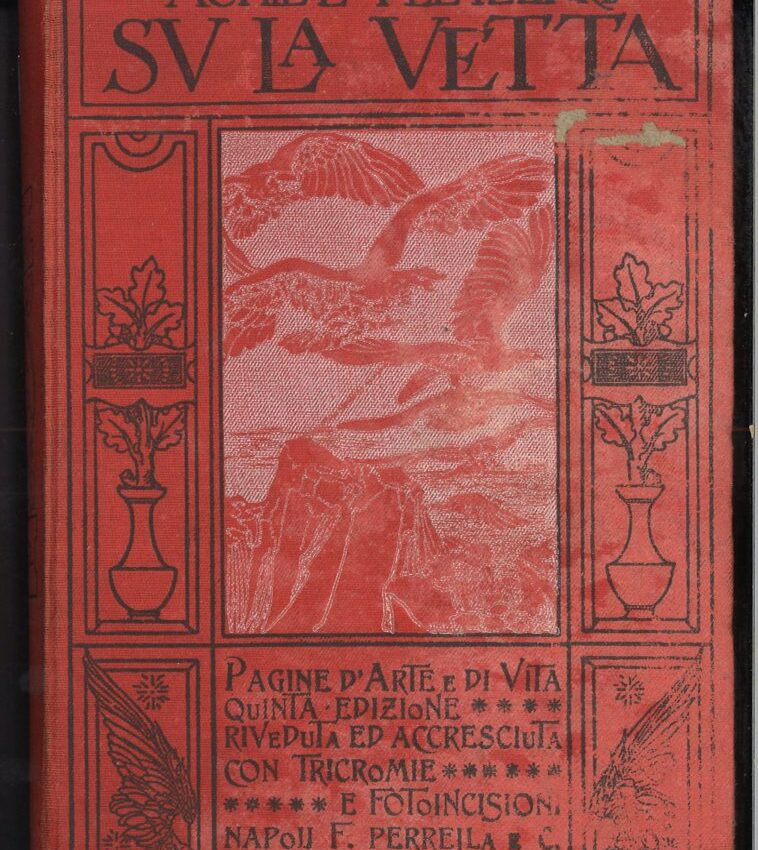 SV LA VETTA
PAGINE D'ARTE E DI VITA
QUINTA · EDIZIONE ****
RIVEDUTA ED ACCRESCIUTA
CON TRICROMIE ******
***** E FOTOINCISIONI
NAPOLI F. PERRELLA E C.